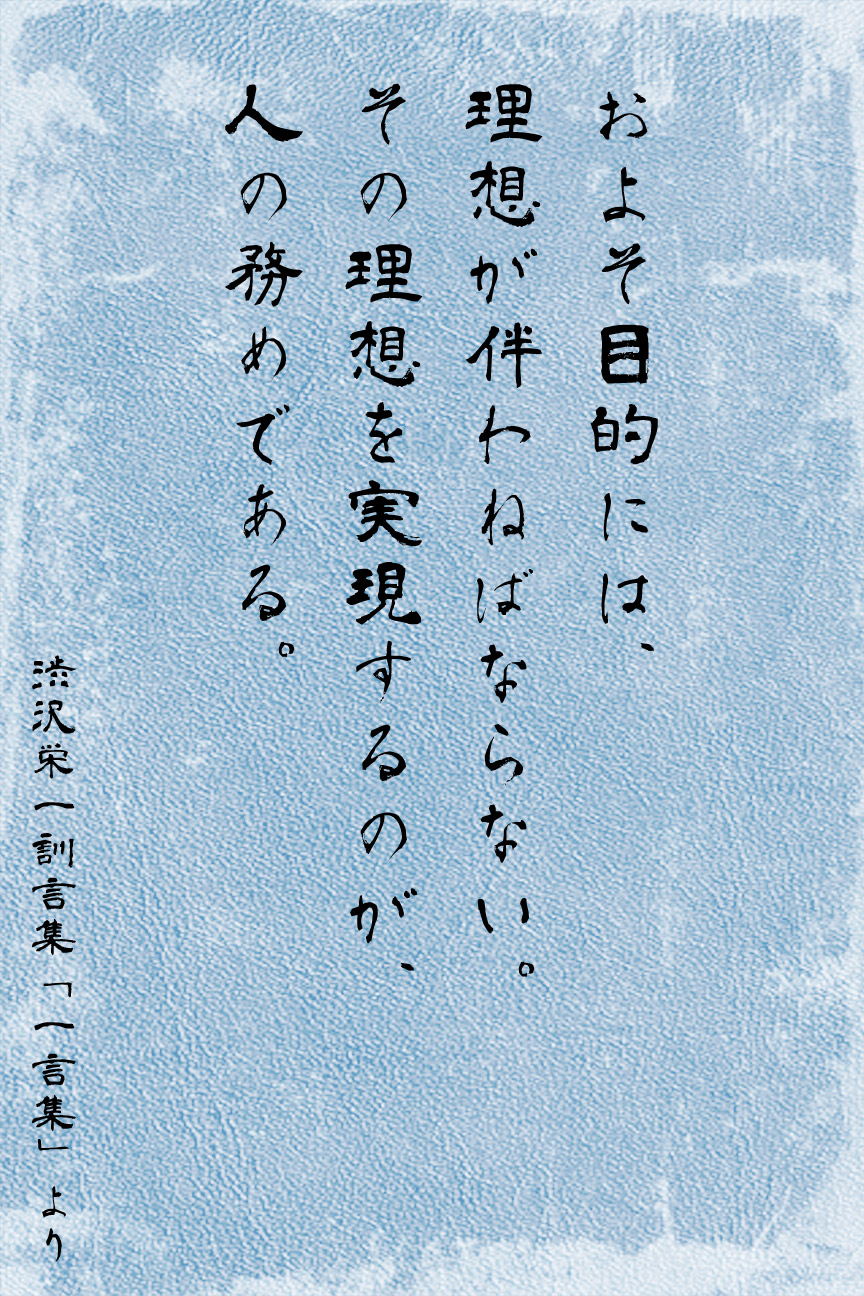 およそ目的には、
理想が伴わねばならない。
その理想を実現するのが、
人の務めである。
渋沢栄一訓言集「一言集」より